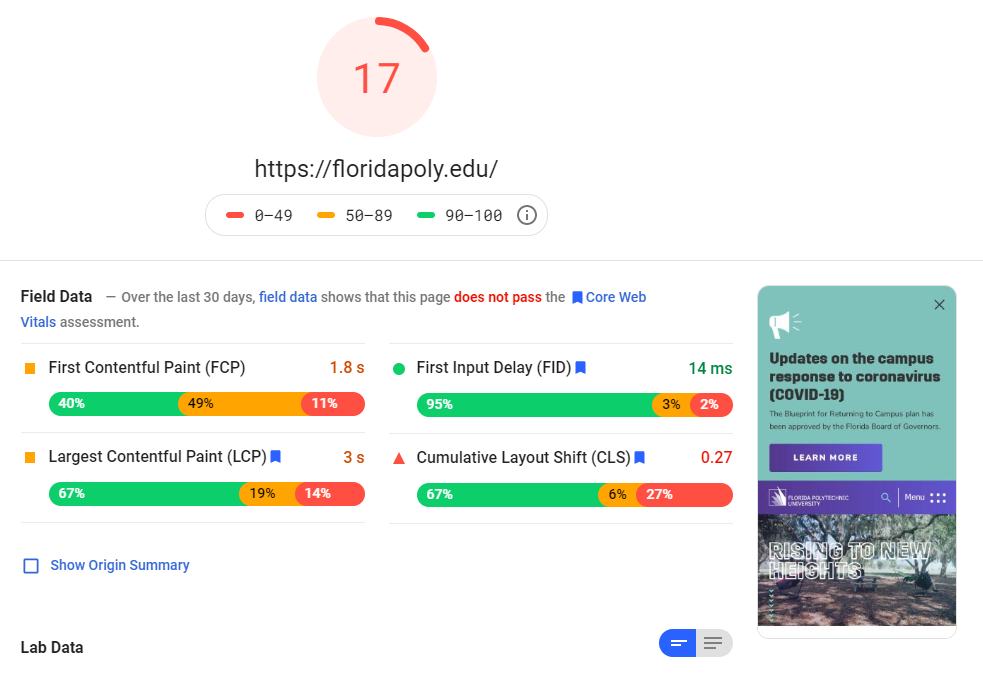 17
https://floridapoly.edu/
0–49 50–89 90–100
Field Data — Over the last 30 days, field data shows that this page does not pass the Core Web
Vitals assessment.
First Contentful Paint (FCP) 1.8 s
40% 49% 11%
First Input Delay (FID) 14 ms
95% 3% 2%
Largest Contentful Paint (LCP) 3 s
67% 19% 14%
Cumulative Layout Shift (CLS) 0.27
67% 6% 27%
Show Origin Summary
Lab Data
Updates on the campus
response to coronavirus
(COVID-19)
The Blueprint for Returning to Campus plan has
been approved by the Florida Board of Governors.
LEARN MORE
FLORIDA POLYTECHNIC
UNIVERSITY
Menu
RISING TO NEW
HEIGHTS